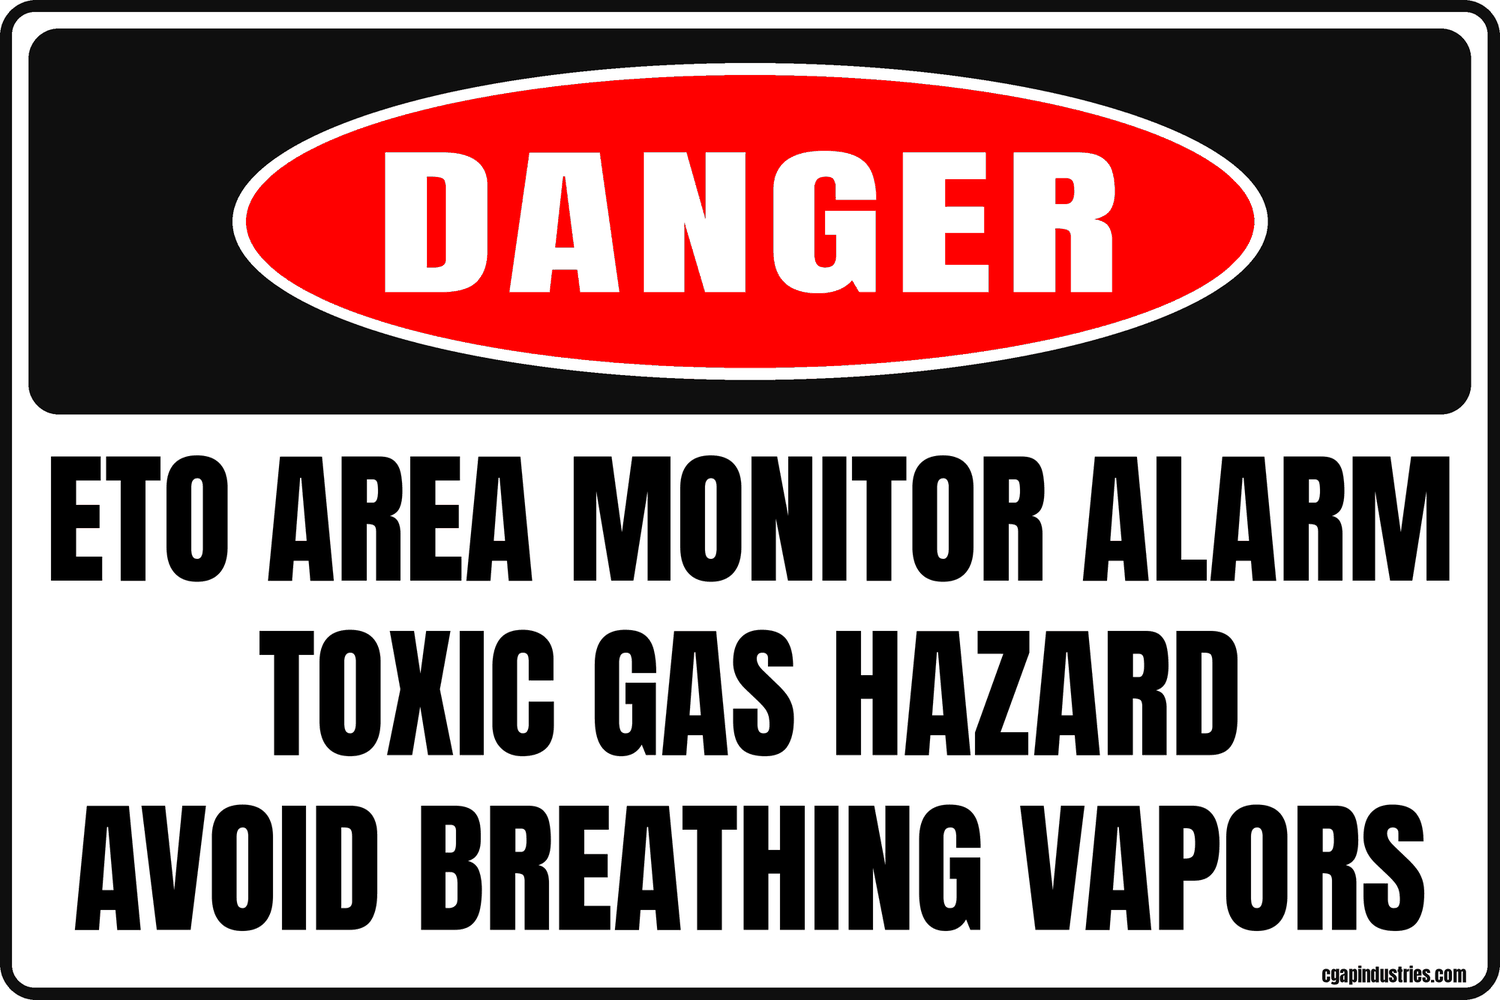 DANGER
ETO AREA MONITOR ALARM
TOXIC GAS HAZARD
AVOID BREATHING VAPORS
cgapindustries.com